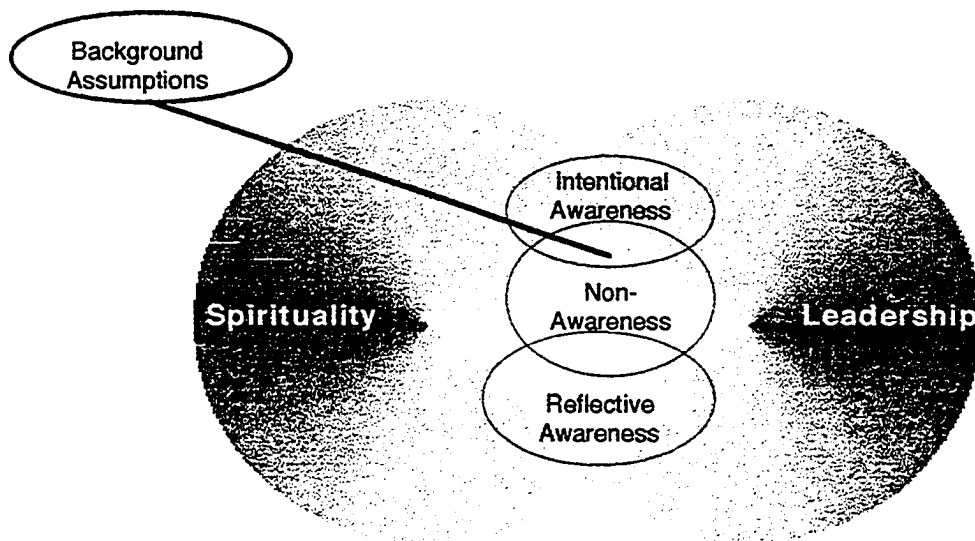 Background
Assumptions
Intentional
Awareness
Non-
Awareness
Spirituality
Leadership
Reflective
Awareness